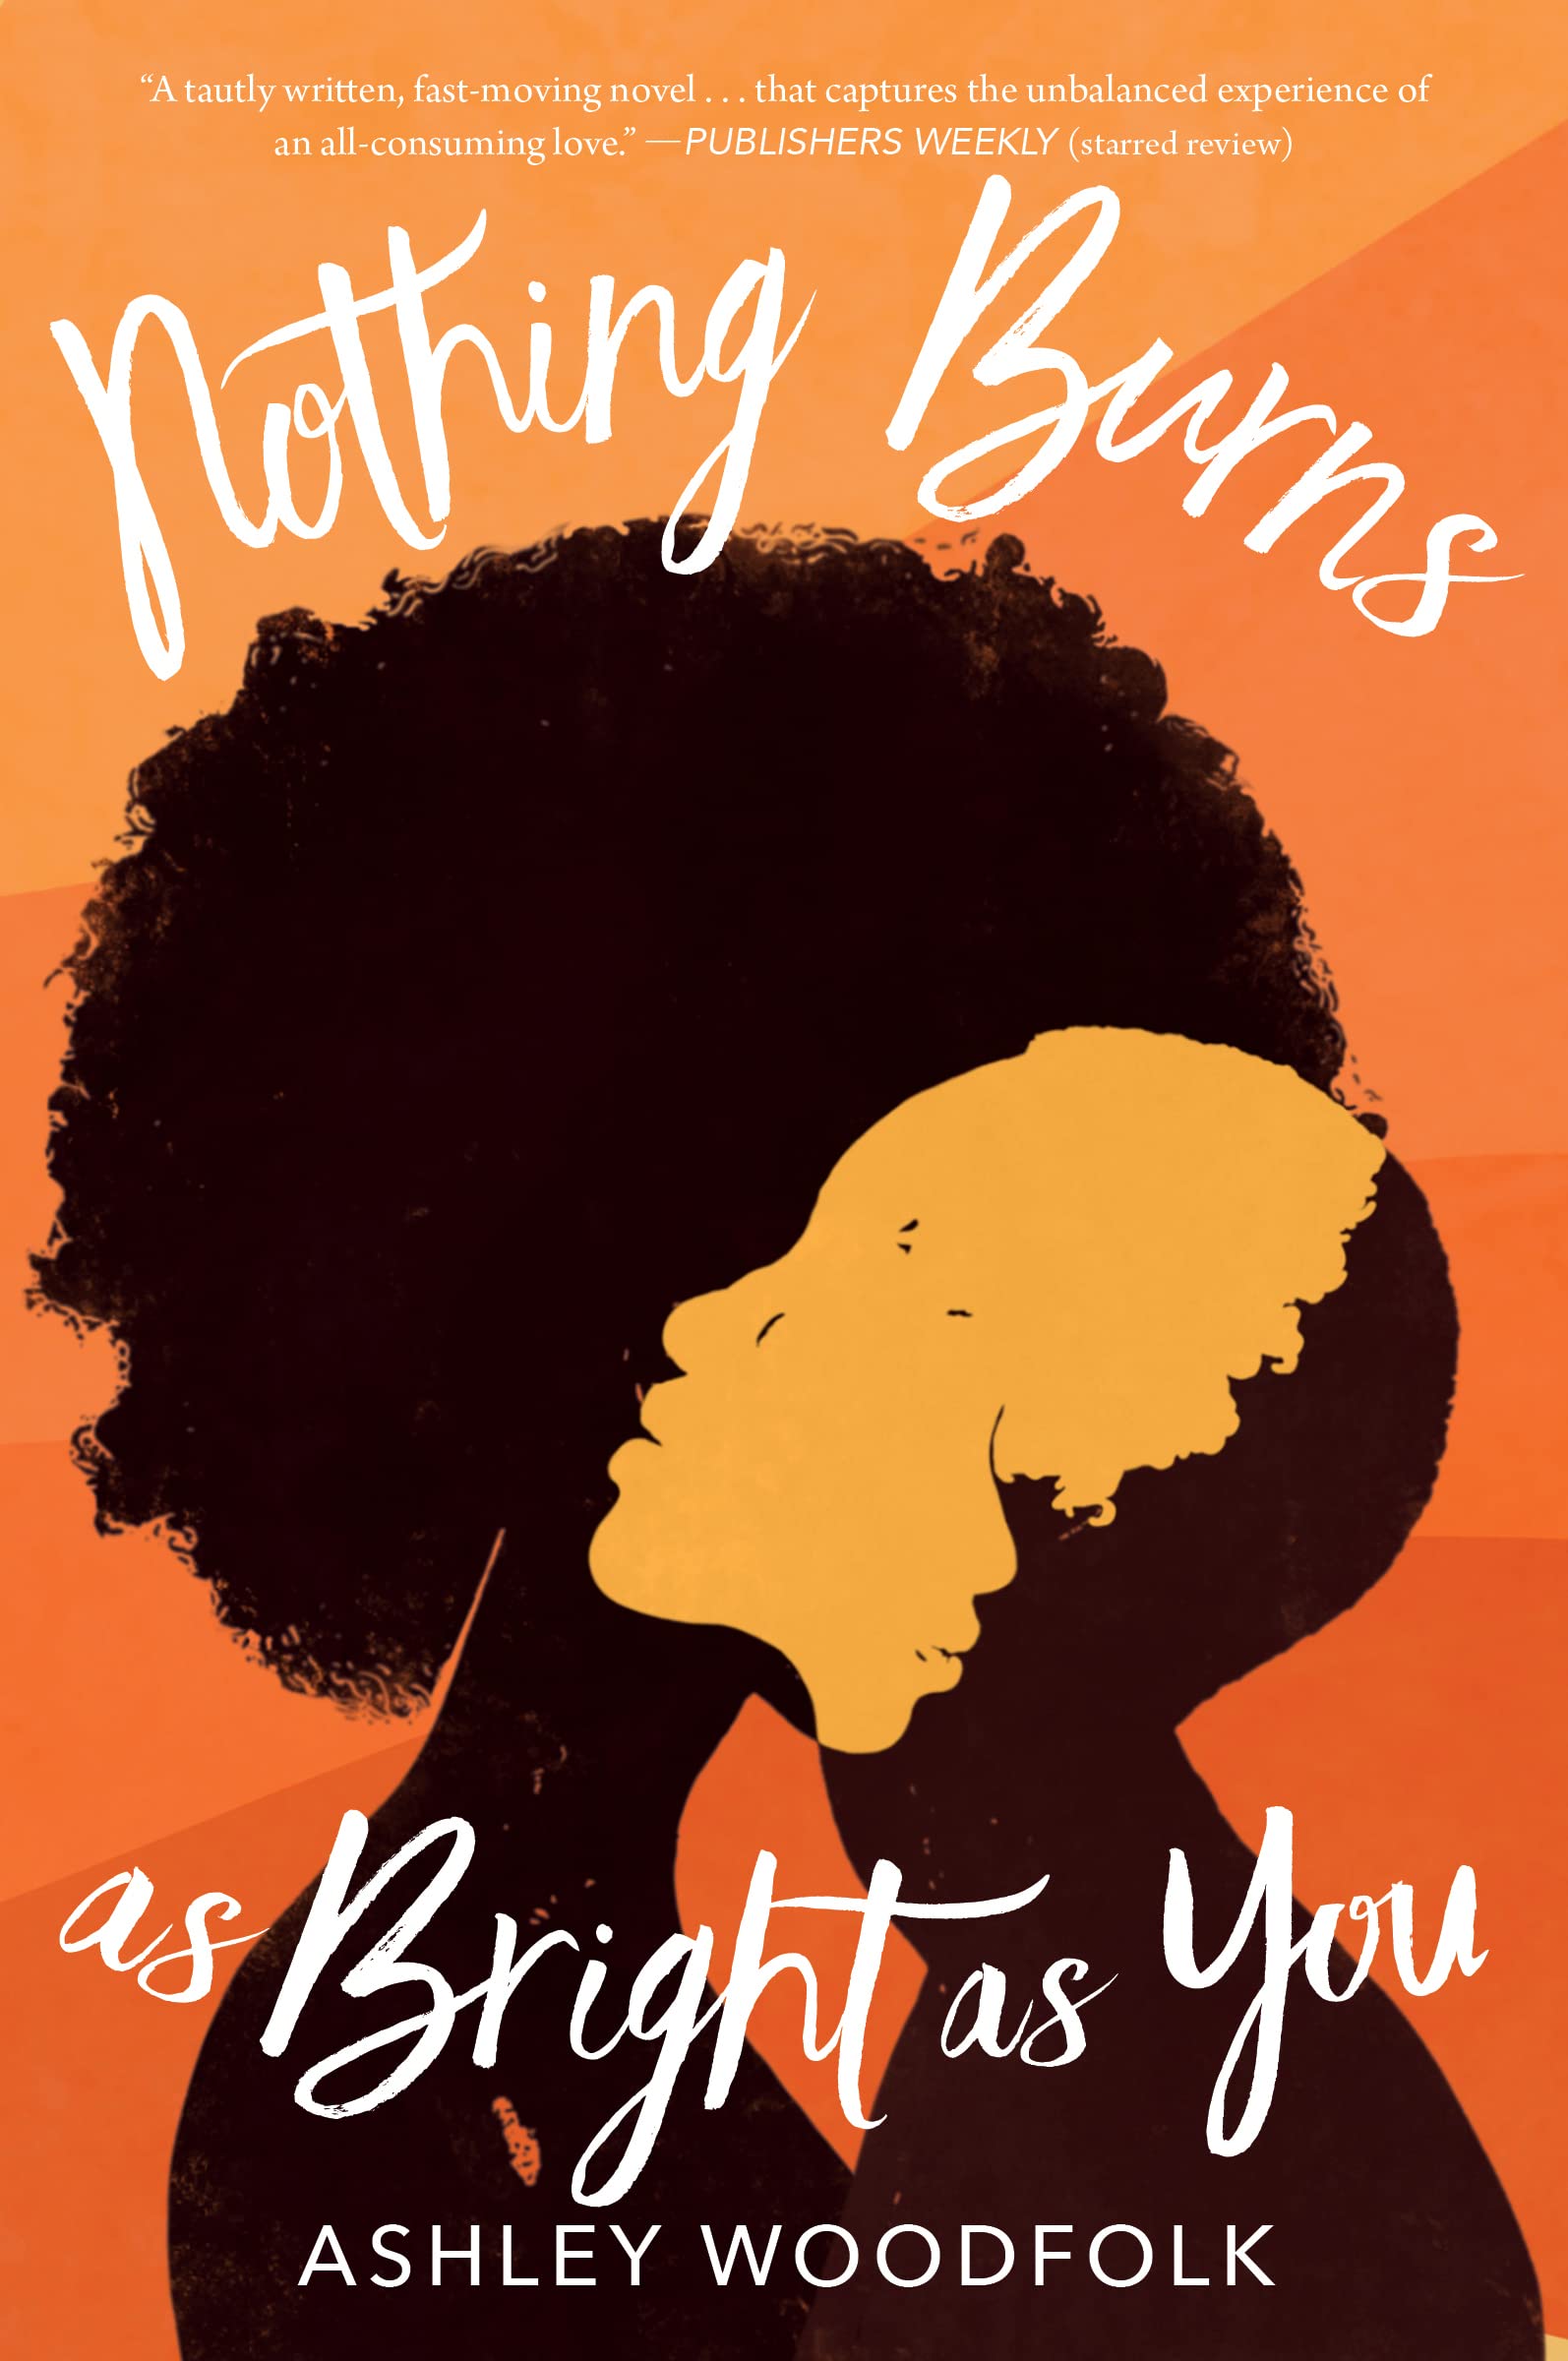 “A tautly written, fast-moving novel . . . that captures the unbalanced experience of
an all-consuming love.” —PUBLISHERS WEEKLY (starred review)
Nothing Burns
as Bright as You
ASHLEY WOODFOLK